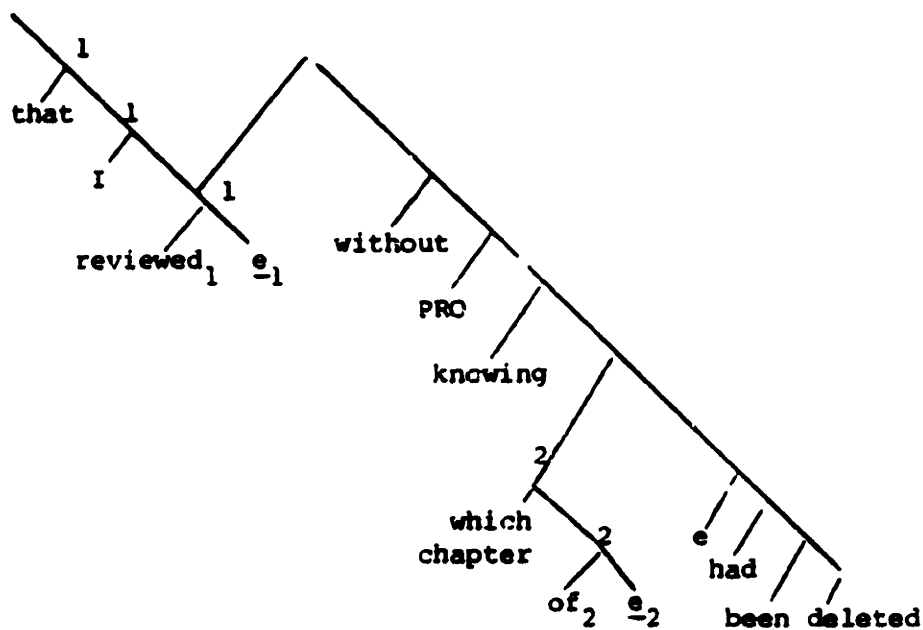 1
that
1
I
1
reviewed₁ e₁
without
PRO
knowing
2
which
chapter
2
of₂ e₂
e
had
been deleted